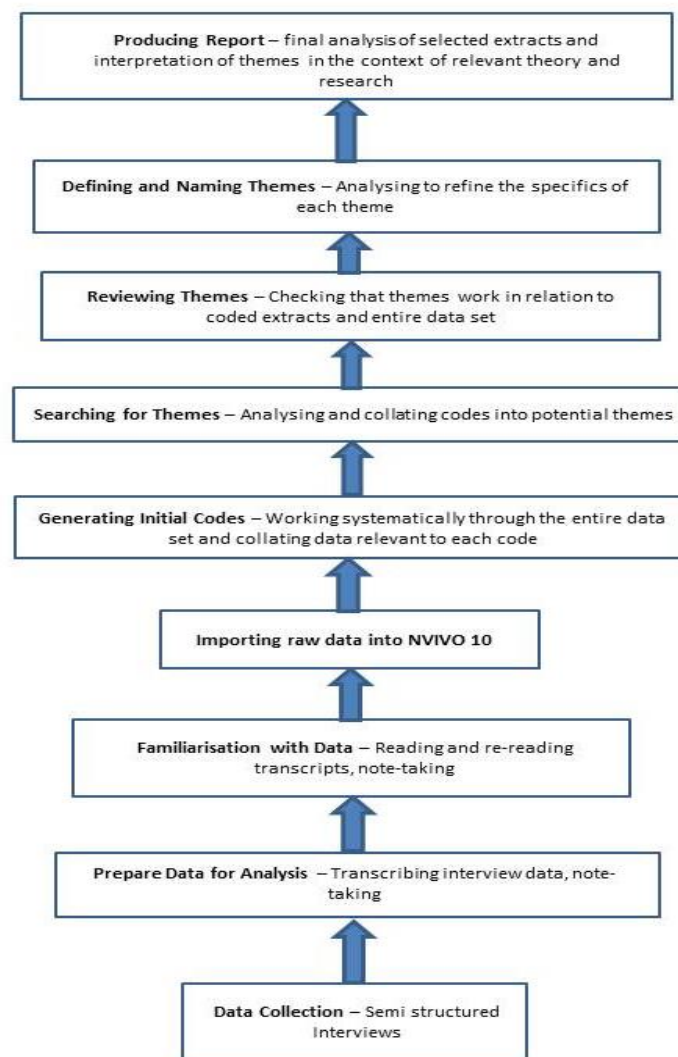 Producing Report – final analysis of selected extracts and
interpretation of themes in the context of relevant theory and
research
Defining and Naming Themes – Analysing to refine the specifics of
each theme
Reviewing Themes – Checking that themes work in relation to
coded extracts and entire data set
Searching for Themes – Analysing and collating codes into potential themes
Generating Initial Codes – Working systematically through the entire data
set and collating data relevant to each code
Importing raw data into NVIVO 10
Familiarisation with Data – Reading and re-reading
transcripts, note-taking
Prepare Data for Analysis – Transcribing interview data, note-
taking
Data Collection – Semi structured
Interviews